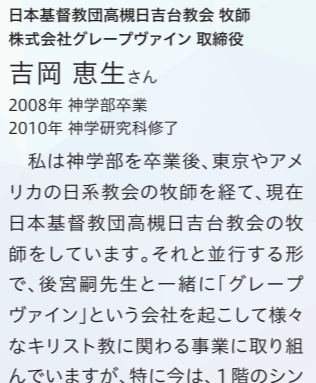 日本基督教団高槻日吉台教会 牧師
株式会社グレープヴァイン 取締役
吉岡 恵生さん
2008年 神学部卒業
2010年 神学研究科修了
　私は神学部を卒業後、東京やアメ
リカの日系教会の牧師を経て、現在
日本基督教団高槻日吉台教会の牧
師をしています。それと並行する形
で、後宮嗣先生と一緒に「グレープ
ヴァイン」という会社を起こして様々
なキリスト教に関わる事業に取り組
んでいますが、特に今は、1階のシン